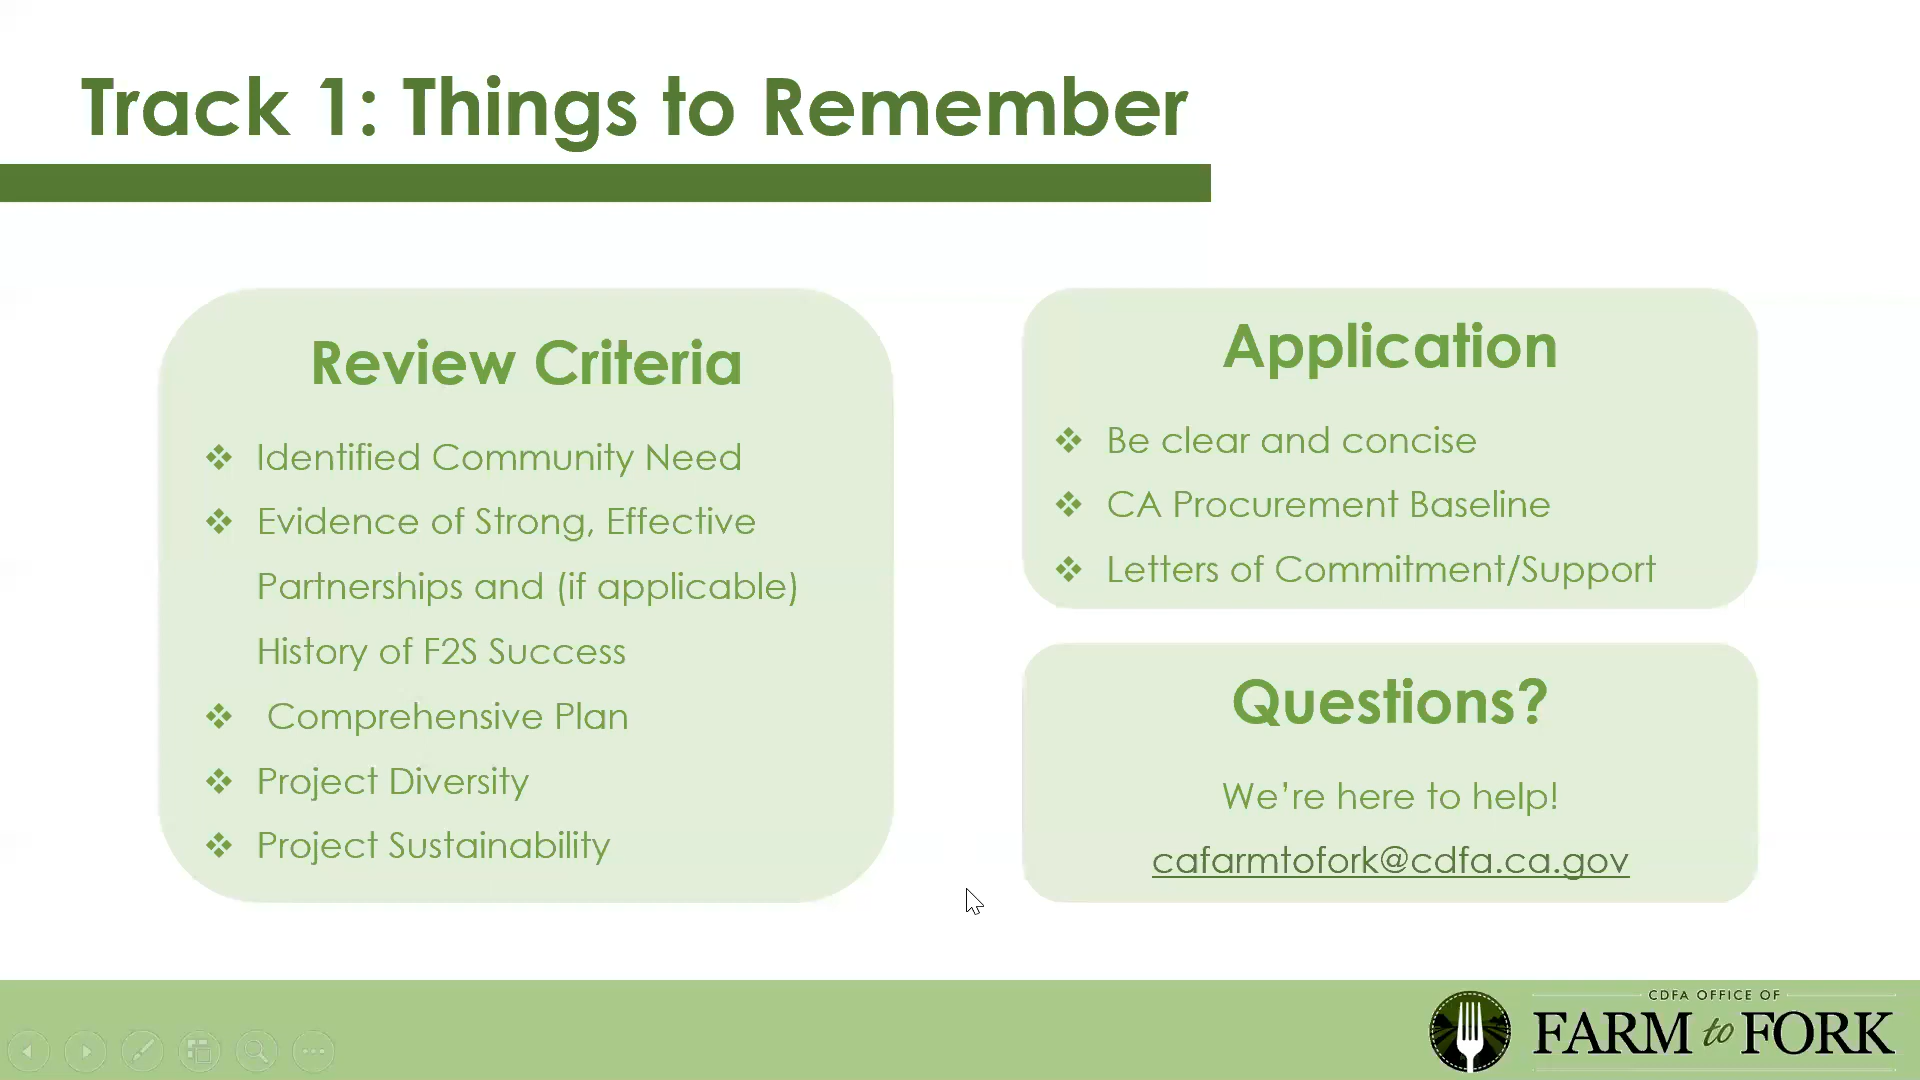 Track 1: Things to Remember
Review Criteria
❖ Identified Community Need
❖ Evidence of Strong, Effective
Partnerships and (if applicable)
History of F2S Success
❖ Comprehensive Plan
❖ Project Diversity
❖ Project Sustainability
Application
❖ Be clear and concise
❖ CA Procurement Baseline
❖ Letters of Commitment/Support
Questions?
We're here to help!
cafarmtofork@cdfa.ca.gov
CDFA OFFICE OF
FARM to FORK